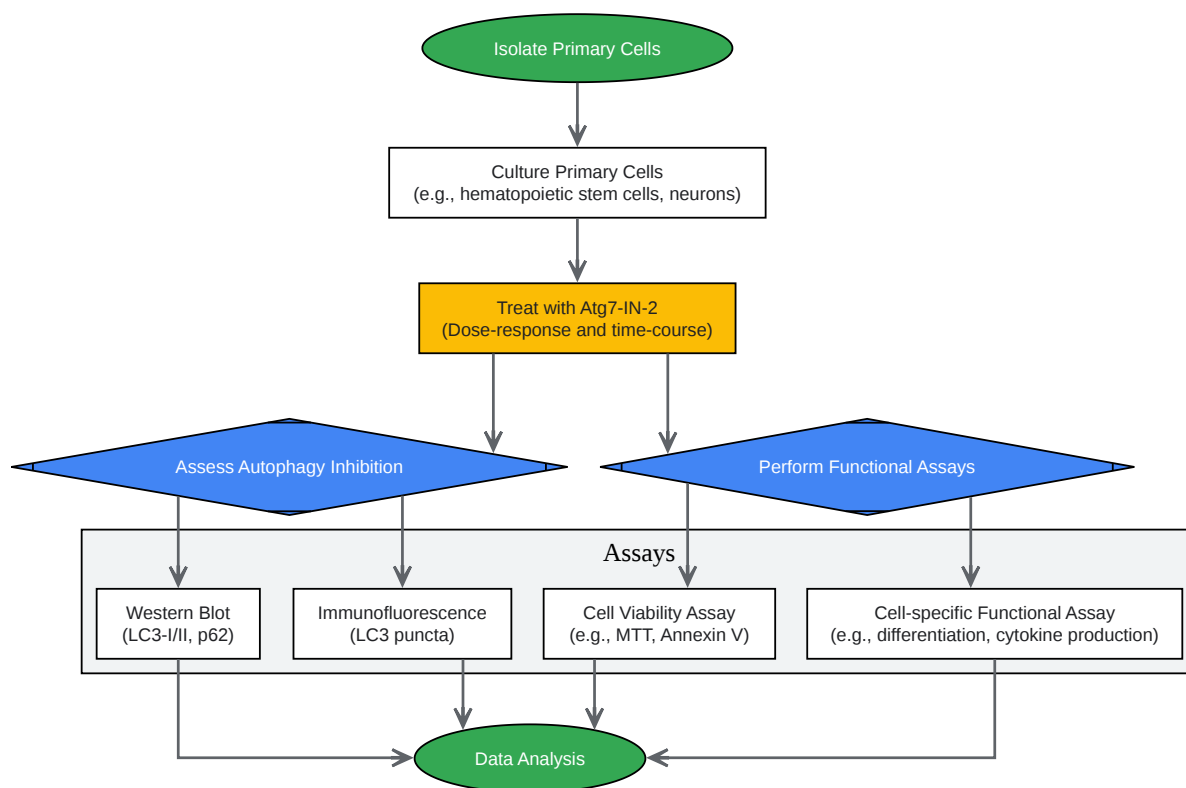 Isolate Primary Cells
Culture Primary Cells
(e.g., hematopoietic stem cells, neurons)
Treat with Atg7-IN-2
(Dose-response and time-course)
Assess Autophagy Inhibition
Perform Functional Assays
Assays
Western Blot
(LC3-I/II, p62)
Immunofluorescence
(LC3 puncta)
Cell Viability Assay
(e.g., MTT, Annexin V)
Cell-specific Functional Assay
(e.g., differentiation, cytokine production)
Data Analysis